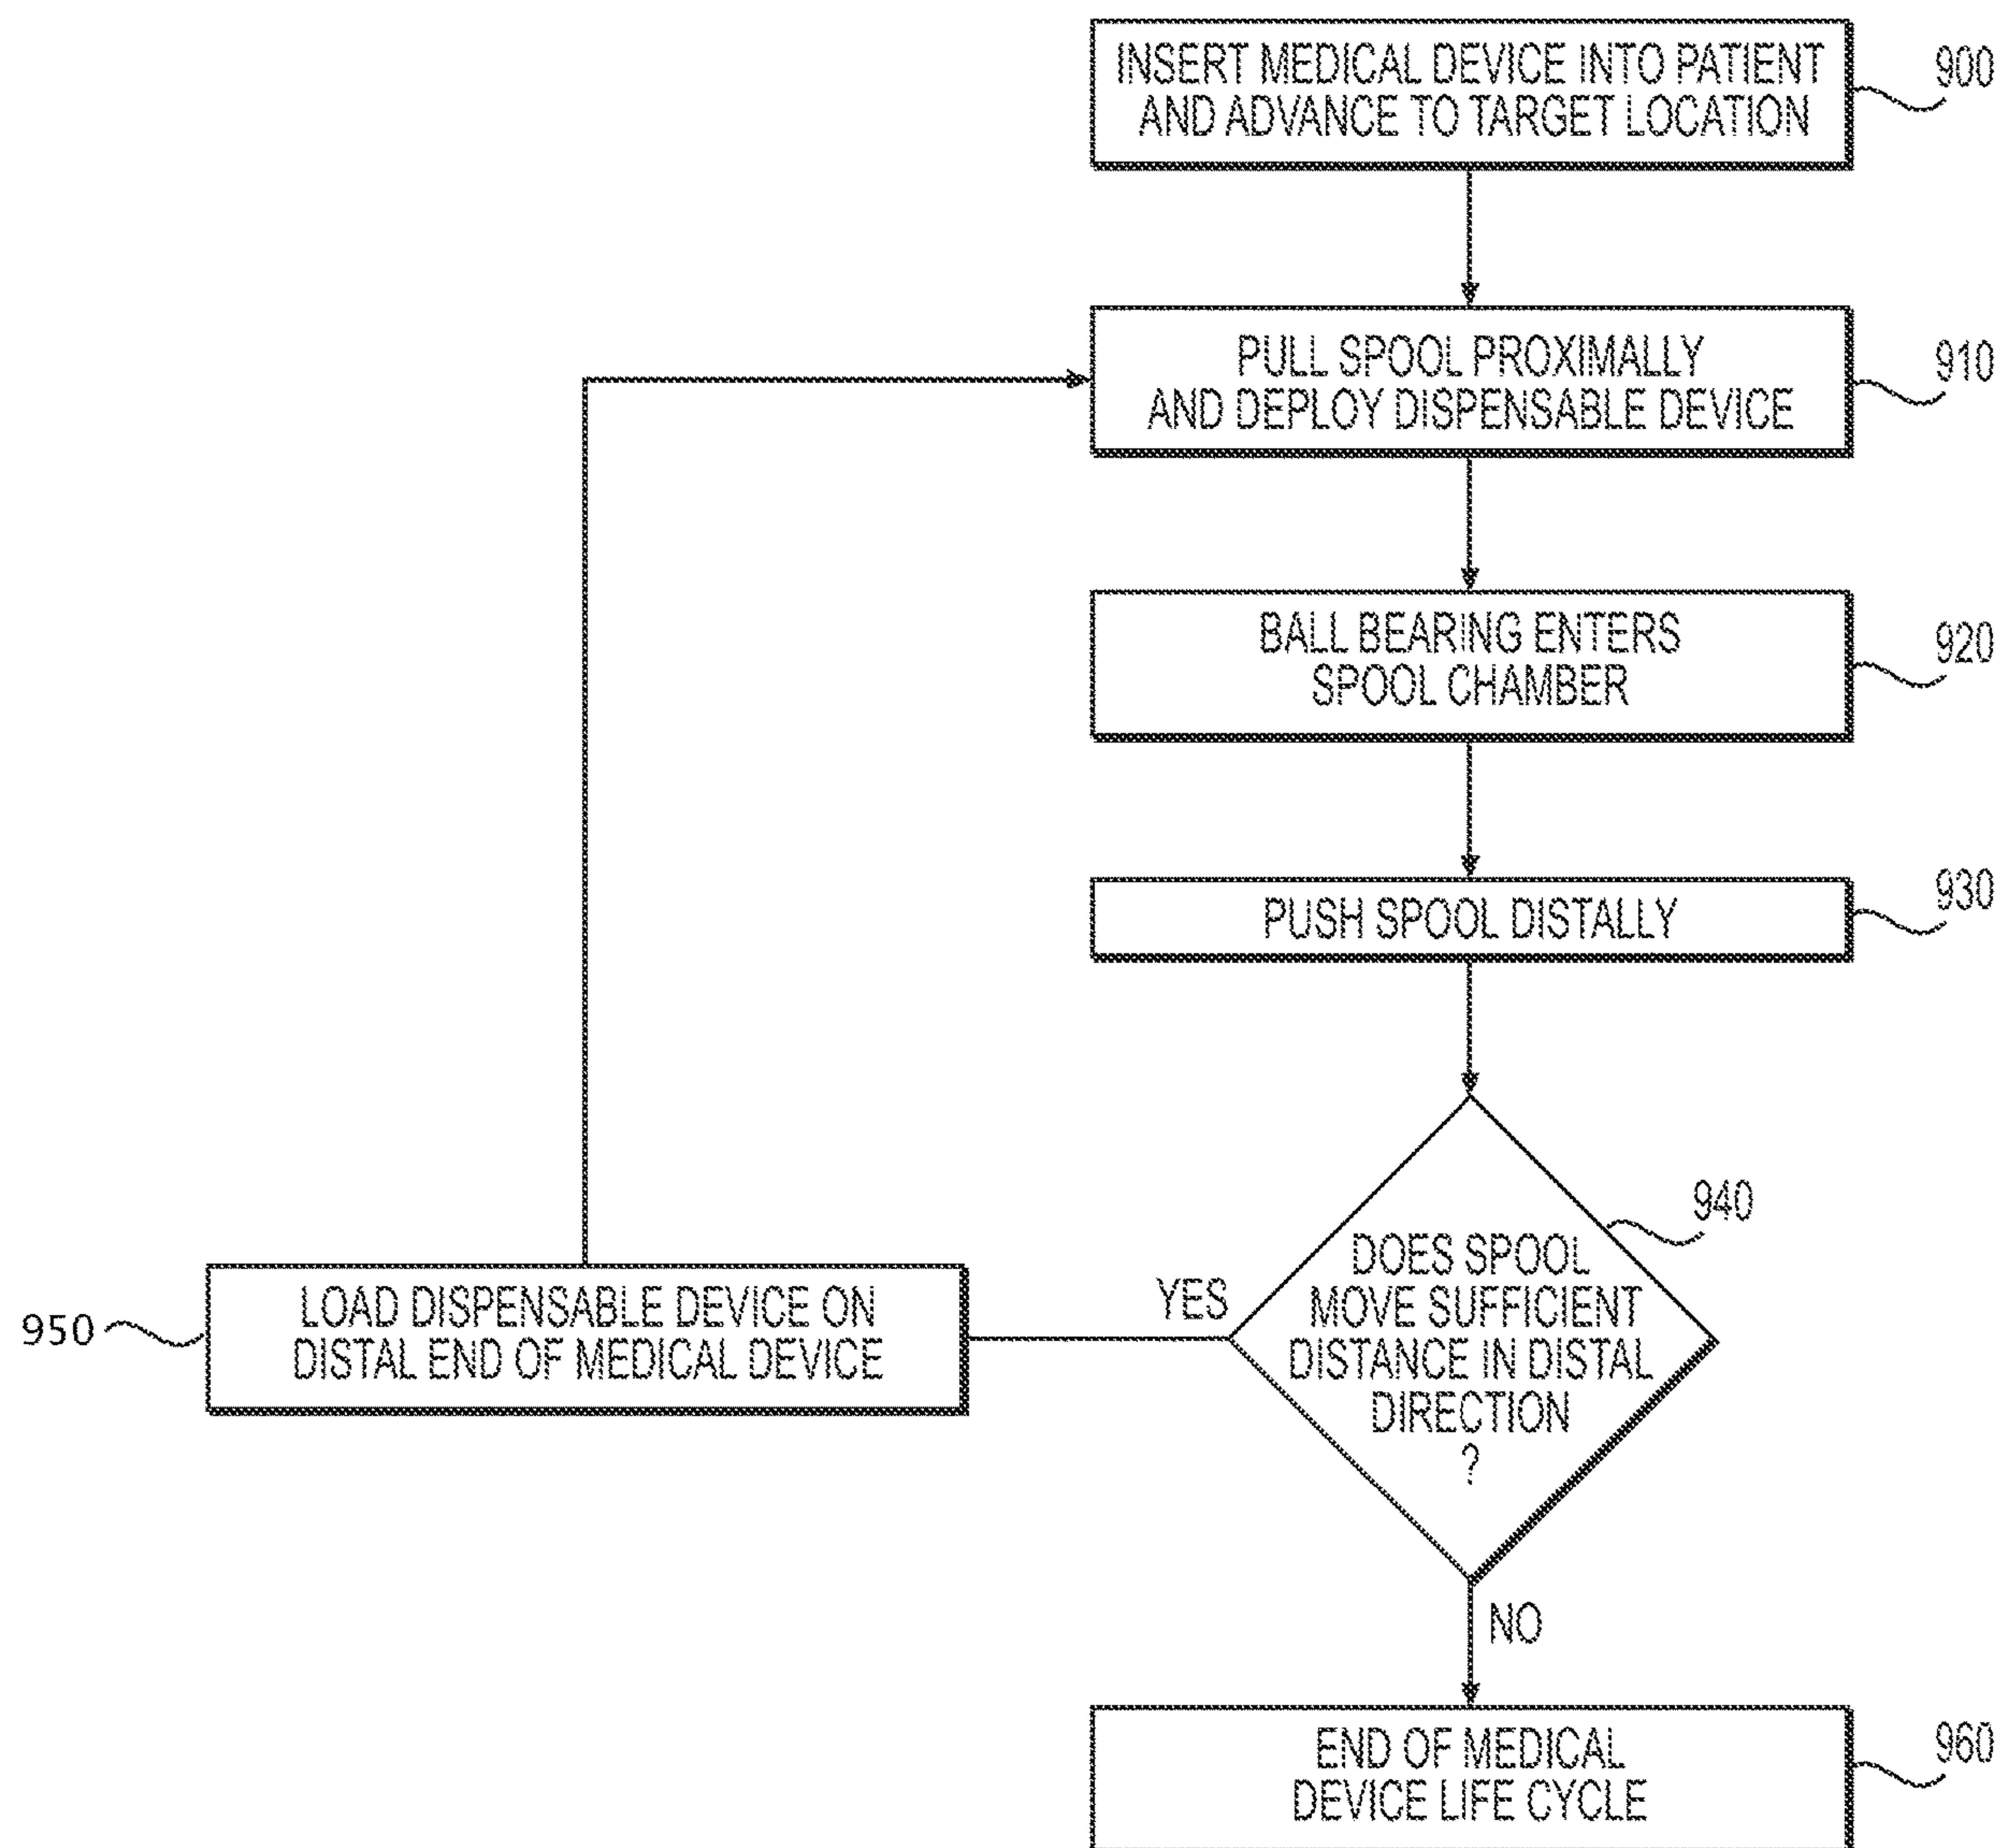 INSERT MEDICAL DEVICE INTO PATIENT
AND ADVANCE TO TARGET LOCATION
900
PULL SPOOL PROXIMALLY
AND DEPLOY DISPENSABLE DEVICE
910
BALL BEARING ENTERS
SPOOL CHAMBER
920
PUSH SPOOL DISTALLY
930
940
DOES SPOOL
MOVE SUFFICIENT
DISTANCE IN DISTAL
DIRECTION
?
YES
LOAD DISPENSABLE DEVICE ON
DISTAL END OF MEDICAL DEVICE
950
NO
END OF MEDICAL
DEVICE LIFE CYCLE
960